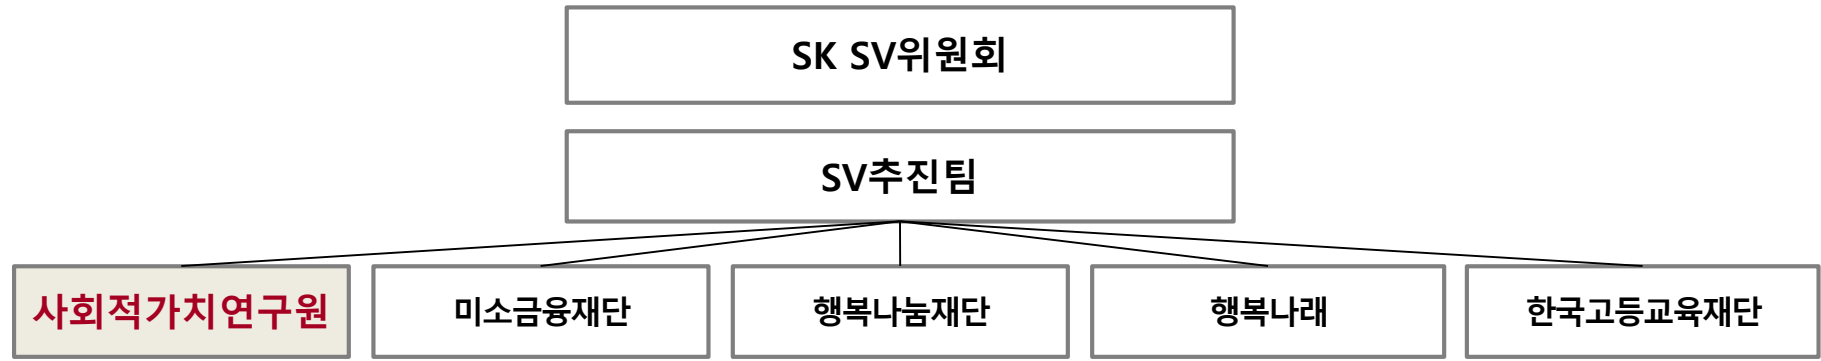 SK SV위원회
SV추진팀
사회적가치연구원
미소금융재단
행복나눔재단
행복나래
한국고등교육재단